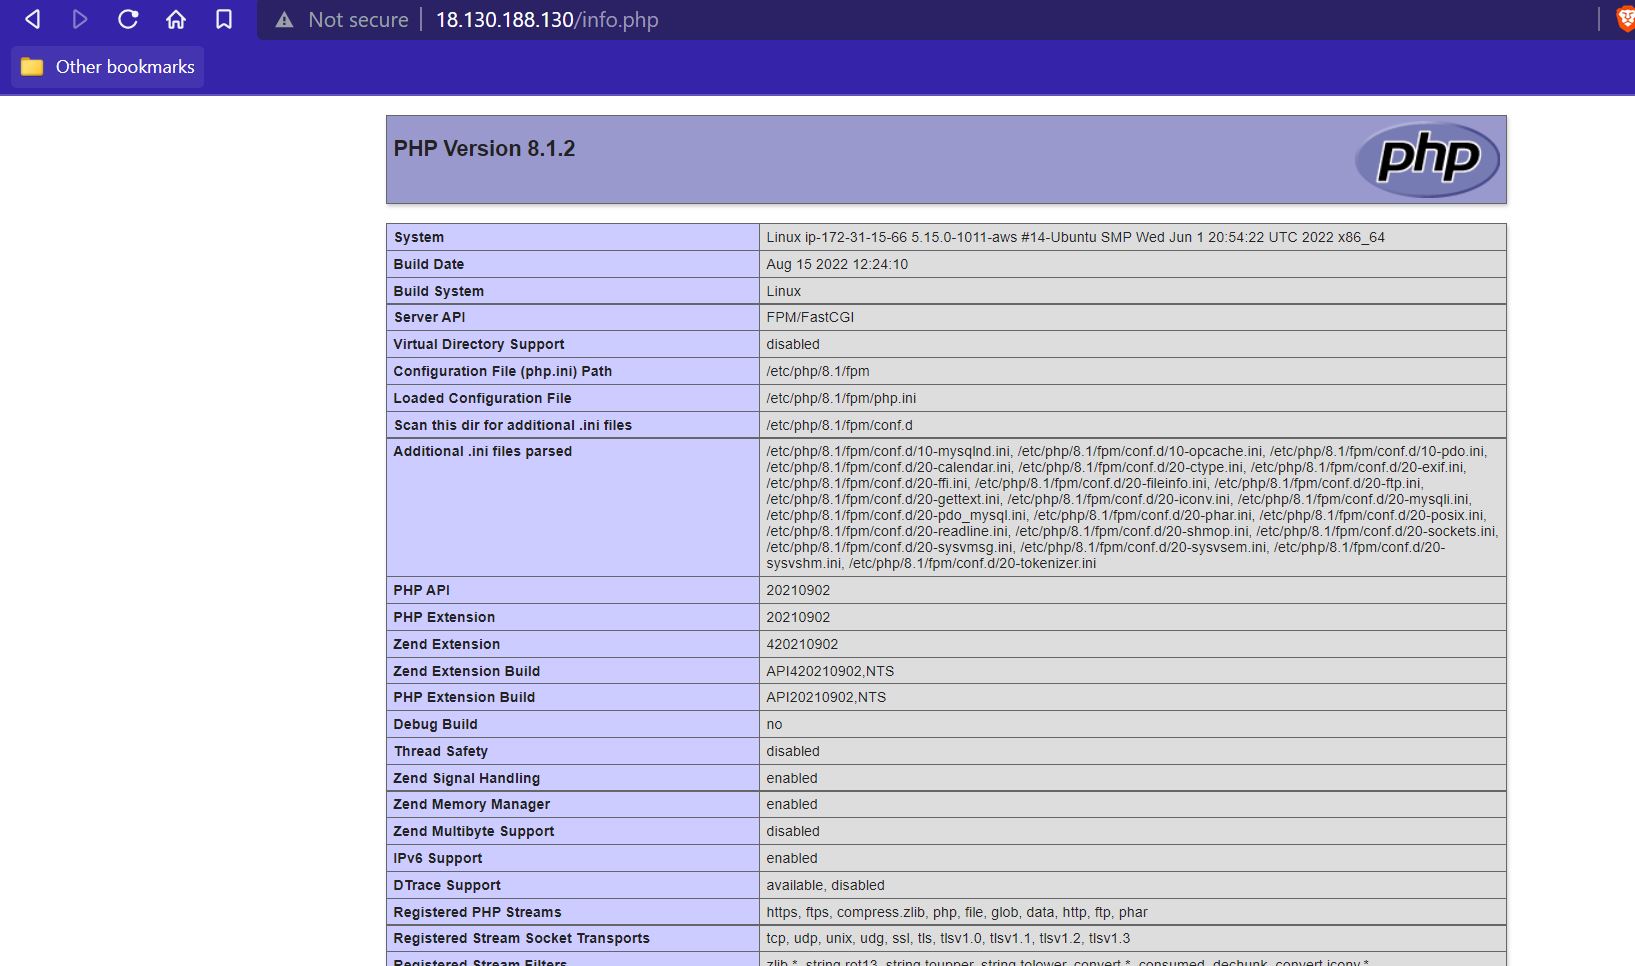 Not secure | 18.130.188.130/info.php
Other bookmarks
PHP Version 8.1.2
php
System Linux ip-172-31-15-66 5.15.0-1011-aws #14-Ubuntu SMP Wed Jun 1 20:54:22 UTC 2022 x86_64
Build Date Aug 15 2022 12:24:10
Build System Linux
Server API FPM/FastCGI
Virtual Directory Support disabled
Configuration File (php.ini) Path /etc/php/8.1/fpm
Loaded Configuration File /etc/php/8.1/fpm/php.ini
Scan this dir for additional .ini files /etc/php/8.1/fpm/conf.d
Additional .ini files parsed /etc/php/8.1/fpm/conf.d/10-mysqlnd.ini, /etc/php/8.1/fpm/conf.d/10-opcache.ini, /etc/php/8.1/fpm/conf.d/10-pdo.ini,
/etc/php/8.1/fpm/conf.d/20-calendar.ini, /etc/php/8.1/fpm/conf.d/20-ctype.ini, /etc/php/8.1/fpm/conf.d/20-exif.ini,
/etc/php/8.1/fpm/conf.d/20-ffi.ini, /etc/php/8.1/fpm/conf.d/20-fileinfo.ini, /etc/php/8.1/fpm/conf.d/20-ftp.ini,
/etc/php/8.1/fpm/conf.d/20-gettext.ini, /etc/php/8.1/fpm/conf.d/20-iconv.ini, /etc/php/8.1/fpm/conf.d/20-mysqli.ini,
/etc/php/8.1/fpm/conf.d/20-pdo_mysql.ini, /etc/php/8.1/fpm/conf.d/20-phar.ini, /etc/php/8.1/fpm/conf.d/20-posix.ini,
/etc/php/8.1/fpm/conf.d/20-readline.ini, /etc/php/8.1/fpm/conf.d/20-shmop.ini, /etc/php/8.1/fpm/conf.d/20-sockets.ini,
/etc/php/8.1/fpm/conf.d/20-sysvmsg.ini, /etc/php/8.1/fpm/conf.d/20-sysvsem.ini, /etc/php/8.1/fpm/conf.d/20-
sysvshm.ini, /etc/php/8.1/fpm/conf.d/20-tokenizer.ini
PHP API 20210902
PHP Extension 20210902
Zend Extension 420210902
Zend Extension Build API420210902,NTS
PHP Extension Build API20210902,NTS
Debug Build no
Thread Safety disabled
Zend Signal Handling enabled
Zend Memory Manager enabled
Zend Multibyte Support disabled
IPv6 Support enabled
DTrace Support available, disabled
Registered PHP Streams https, ftps, compress.zlib, php, file, glob, data, http, ftp, phar
Registered Stream Socket Transports tcp, udp, unix, udg, ssl, tls, tlsv1.0, tlsv1.1, tlsv1.2, tlsv1.3
Registered Stream Filters zlib.*, string.rot13, string.toupper, string.tolower, convert.*, consumed, dechunk, convert.iconv.*